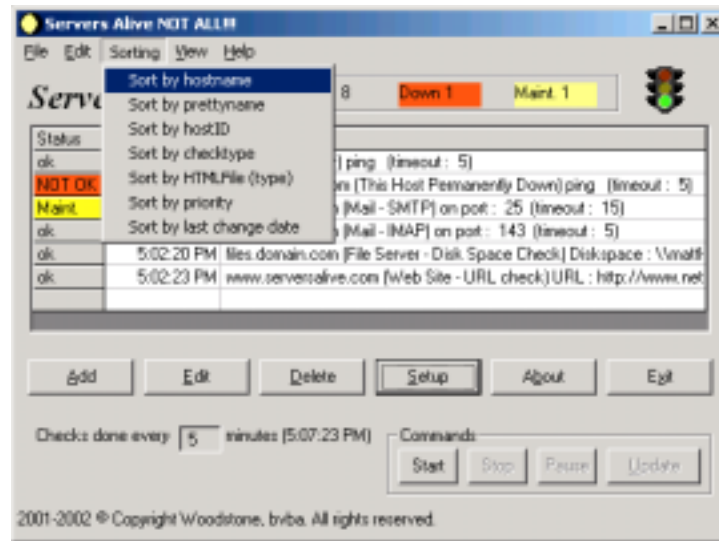 Servers Alive NOT ALL!!!
File Edit Sorting View Help
Sort by hostname
Sort by prettyname
Sort by hostID
Sort by checktype
Sort by HTMLFile (type)
Sort by priority
Sort by last change date
Serve
8 Down 1 Maint. 1
Status
ok ping (timeout : 5)
NOT OK (This Host Permanently Down) ping (timeout : 5)
Maint. (Mail - SMTP) on port : 25 (timeout : 15)
ok (Mail - IMAP) on port : 143 (timeout : 5)
ok 5:02:20 PM files.domain.com (File Server - Disk Space Check) Diskspace : \\matth
ok 5:02:23 PM www.serversalive.com (Web Site - URL check) URL : http://www.net
Add Edit Delete Setup About Exit
Checks done every 5 minutes (5:07:23 PM)
Commands
Start Stop Pause Update
2001-2002 © Copyright Woodstone, bvba. All rights reserved.